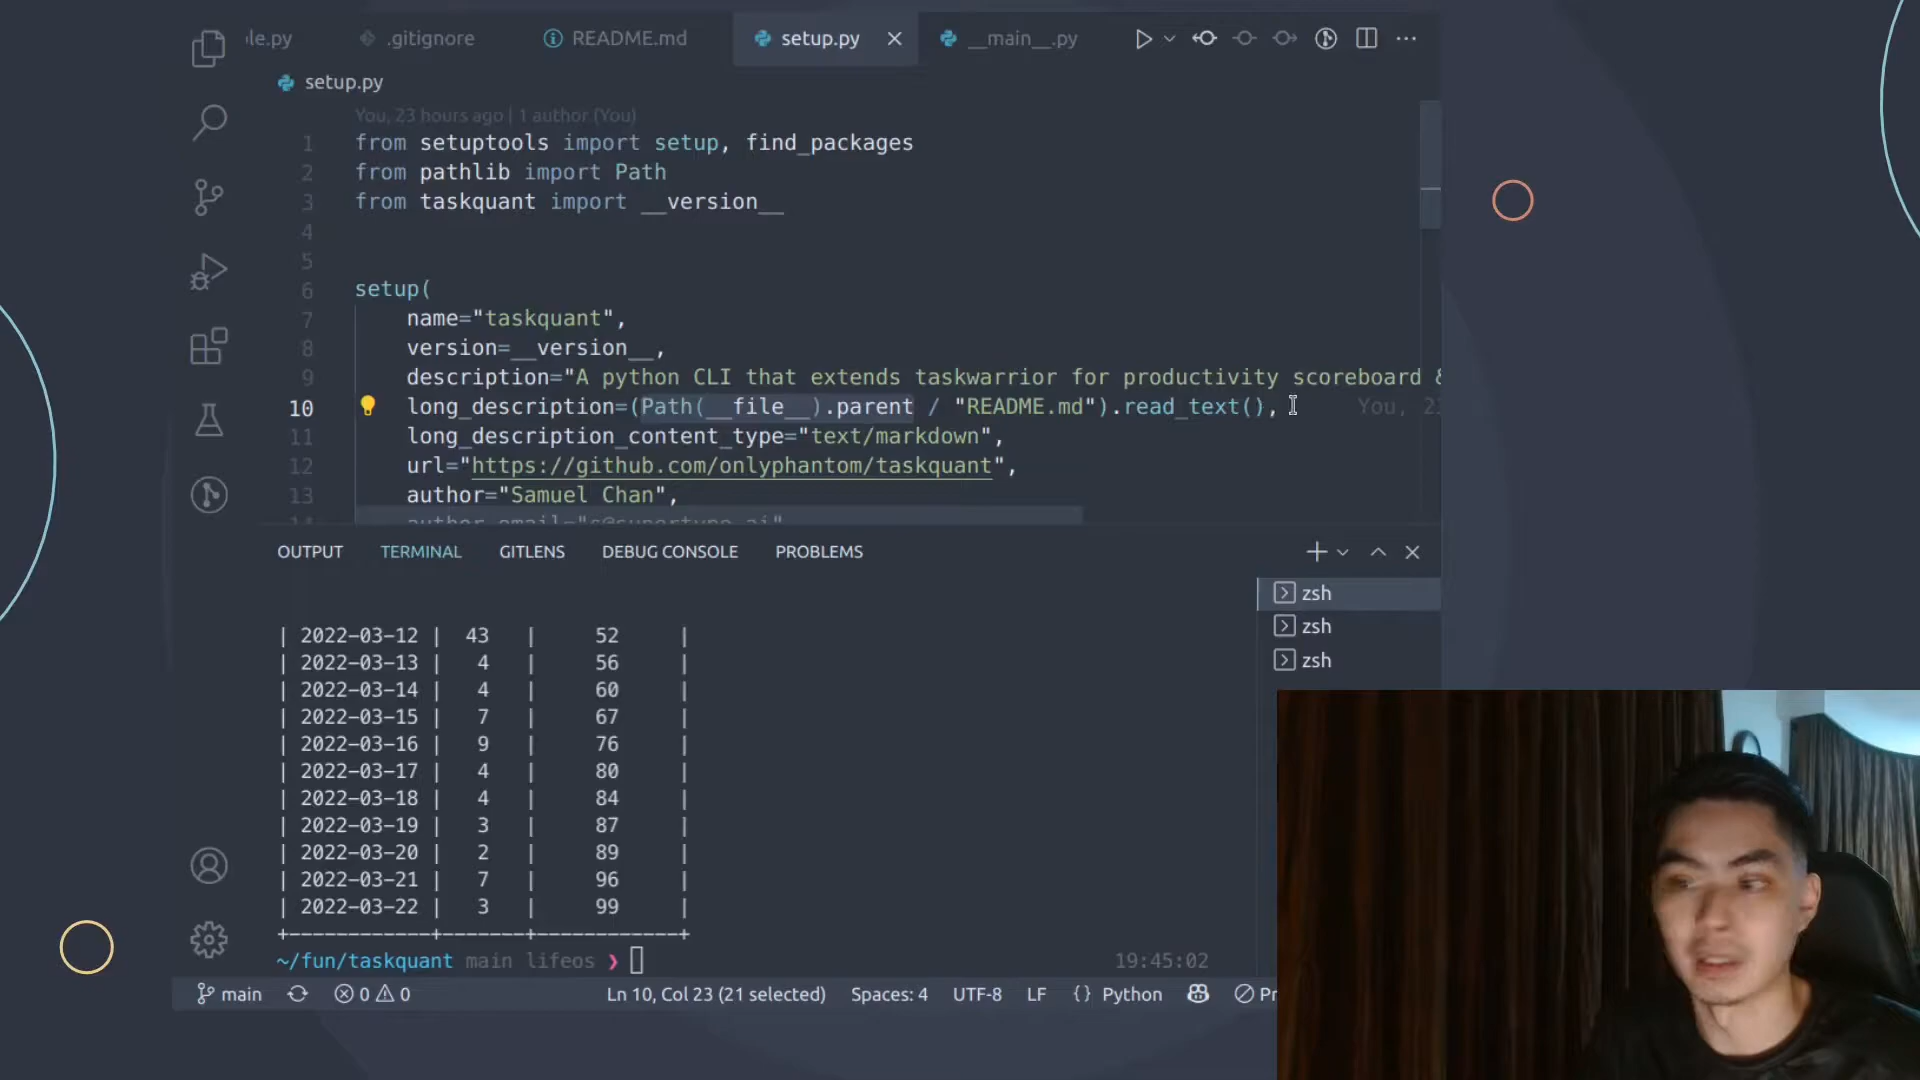 le.py .gitignore README.md setup.py __main__.py
setup.py
You, 23 hours ago | 1 author (You)
1 from setuptools import setup, find_packages
2 from pathlib import Path
3 from taskquant import __version__
4
5
6 setup(
7 name="taskquant",
8 version=__version__,
9 description="A python CLI that extends taskwarrior for productivity scoreboard &
10 long_description=(Path(__file__).parent / "README.md").read_text(), You, 23
11 long_description_content_type="text/markdown",
12 url="https://github.com/onlyphantom/taskquant",
13 author="Samuel Chan",
14 author_email="s@supertype.ai"
OUTPUT TERMINAL GITLENS DEBUG CONSOLE PROBLEMS
zsh
zsh
zsh
| 2022-03-12 | 43 | 52 |
| 2022-03-13 | 4 | 56 |
| 2022-03-14 | 4 | 60 |
| 2022-03-15 | 7 | 67 |
| 2022-03-16 | 9 | 76 |
| 2022-03-17 | 4 | 80 |
| 2022-03-18 | 4 | 84 |
| 2022-03-19 | 3 | 87 |
| 2022-03-20 | 2 | 89 |
| 2022-03-21 | 7 | 96 |
| 2022-03-22 | 3 | 99 |
+------------+-------+------------+
~/fun/taskquant main lifeos ❯ 19:45:02
main 0 0 Ln 10, Col 23 (21 selected) Spaces: 4 UTF-8 LF {} Python Pr